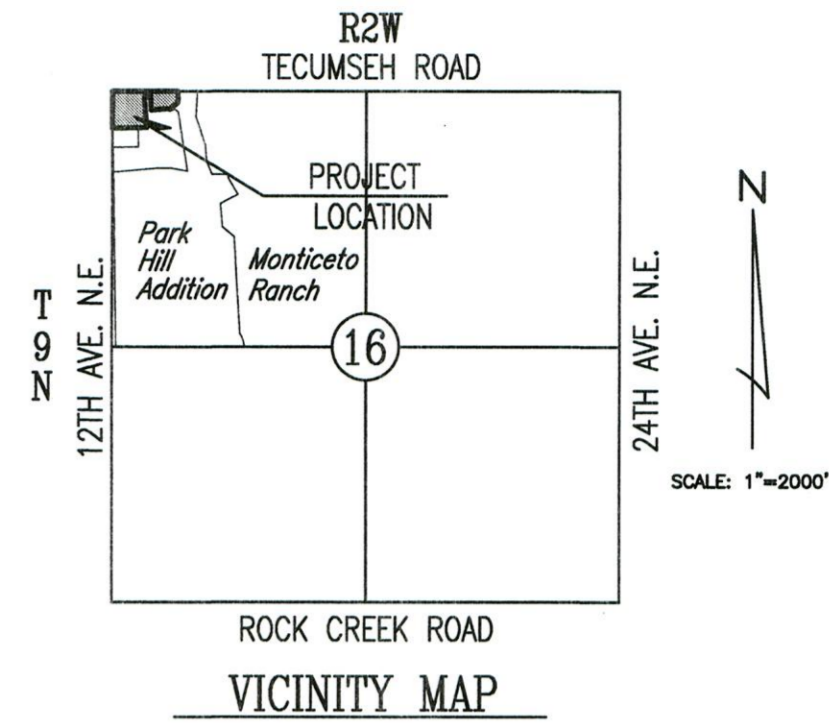 R2W
TECUMSEH ROAD
PROJECT
LOCATION
N
Park
Hill
Addition
Monticeto
Ranch
T
9
N
12TH AVE. N.E.
16
24TH AVE. N.E.
SCALE: 1"=2000'
ROCK CREEK ROAD
VICINITY MAP